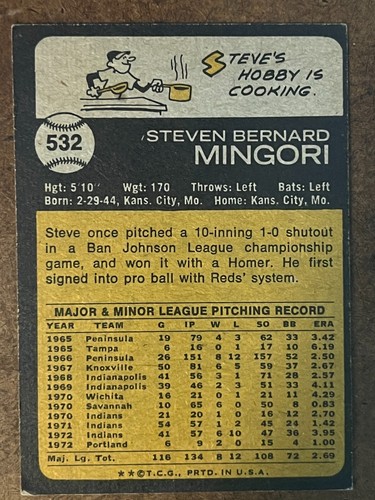 STEVE'S
HOBBY IS
COOKING.
532
STEVEN BERNARD
MINGORI
Hgt: 5'10" Wgt: 170 Throws: Left Bats: Left
Born: 2-29-44, Kans. City, Mo. Home: Kans. City, Mo.
Steve once pitched a 10-inning 1-0 shutout
in a Ban Johnson League championship
game, and won it with a Homer. He first
signed into pro ball with Reds' system.
MAJOR & MINOR LEAGUE PITCHING RECORD
YEAR TEAM G IP W L SO BB ERA
1965 Peninsula 19 79 4 3 62 33 3.42
1965 Tampa 6 16 0 1 17 10 6.19
1966 Peninsula 26 151 8 12 157 52 2.50
1967 Knoxville 50 81 6 5 59 37 2.67
1968 Indianapolis 41 56 3 1 71 28 2.57
1969 Indianapolis 39 46 2 3 51 33 4.11
1970 Wichita 16 21 0 0 21 11 4.29
1970 Savannah 10 65 8 0 50 8 0.83
1970 Indians 21 20 1 0 16 12 2.70
1971 Indians 54 57 1 2 45 24 1.42
1972 Indians 41 57 0 6 47 36 3.95
1972 Portland 6 9 0 2 15 4 1.00
Maj. Lg. Tot. 116 134 2 8 108 72 2.69
★★©T.C.G., PRTD. IN U.S.A.